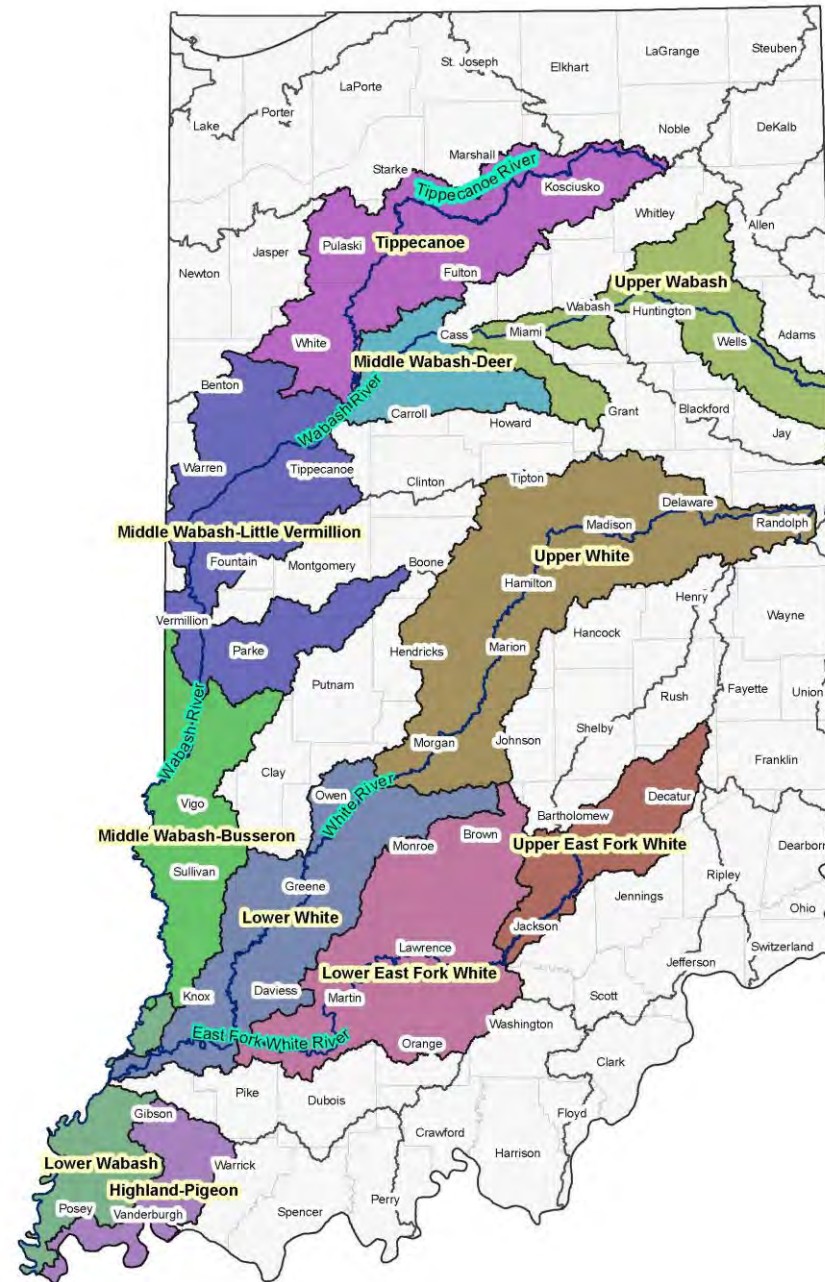 Steuben
LaGrange
Elkhart
St. Joseph
LaPorte
Porter
Lake
Noble
DeKalb
Marshall
Starke
Tippecanoe River
Kosciusko
Whitley
Allen
Pulaski
Tippecanoe
Jasper
Newton
Fulton
Upper Wabash
Wabash
Huntington
Miami
Cass
White
Wells
Adams
Middle Wabash-Deer
Benton
Wabash River
Carroll
Grant
Howard
Blackford
Jay
Warren
Tippecanoe
Clinton
Tipton
Delaware
Randolph
Madison
Middle Wabash-Little Vermillion
Upper White
Fountain
Montgomery
Boone
Hamilton
Henry
Wayne
Vermillion
Hancock
Parke
Hendricks
Marion
Putnam
Rush
Fayette
Union
Wabash River
Shelby
Johnson
Morgan
Franklin
Clay
Owen
White River
Decatur
Vigo
Bartholomew
Middle Wabash-Busseron
Brown
Upper East Fork White
Monroe
Dearborn
Sullivan
Ripley
Greene
Jennings
Ohio
Lower White
Jackson
Switzerland
Lawrence
Jefferson
Lower East Fork White
Knox
Daviess
Martin
Scott
East Fork White River
Washington
Orange
Clark
Pike
Dubois
Gibson
Floyd
Crawford
Harrison
Lower Wabash
Warrick
Highland-Pigeon
Perry
Posey
Vanderburgh
Spencer